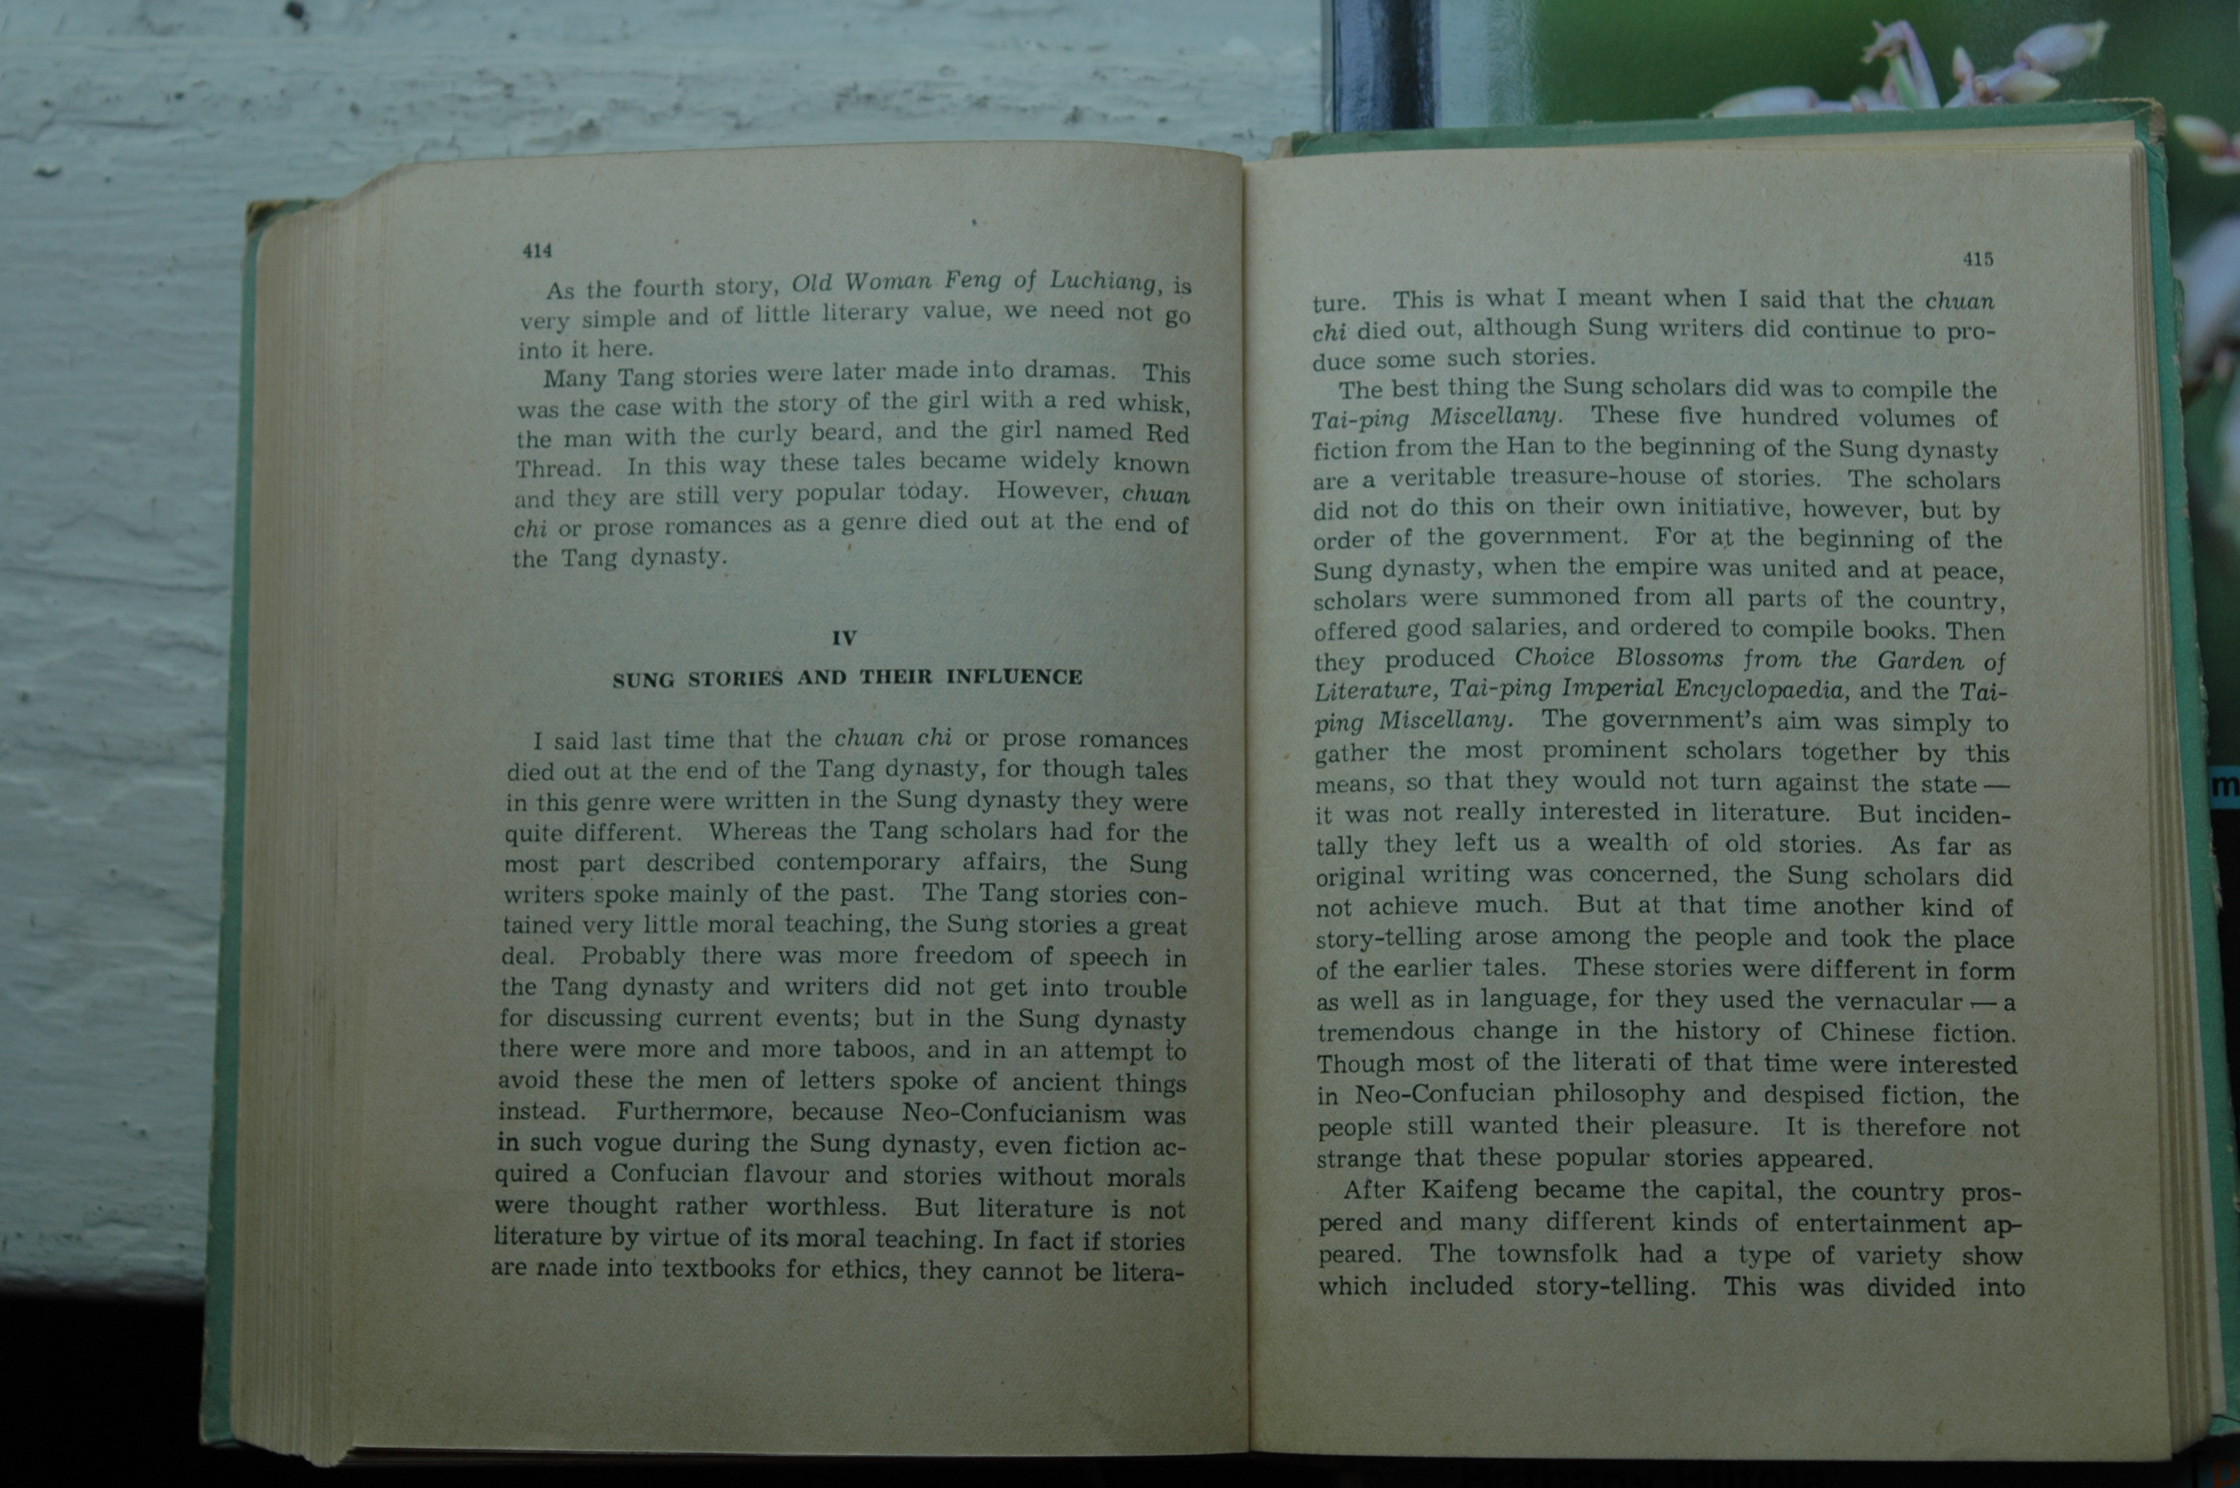 414
As the fourth story, Old Woman Feng of Luchiang, is
very simple and of little literary value, we need not go
into it here.
Many Tang stories were later made into dramas. This
was the case with the story of the girl with a red whisk,
the man with the curly beard, and the girl named Red
Thread. In this way these tales became widely known
and they are still very popular today. However, chuan
chi or prose romances as a genre died out at the end of
the Tang dynasty.
IV
SUNG STORIES AND THEIR INFLUENCE
I said last time that the chuan chi or prose romances
died out at the end of the Tang dynasty, for though tales
in this genre were written in the Sung dynasty they were
quite different. Whereas the Tang scholars had for the
most part described contemporary affairs, the Sung
writers spoke mainly of the past. The Tang stories con-
tained very little moral teaching, the Sung stories a great
deal. Probably there was more freedom of speech in
the Tang dynasty and writers did not get into trouble
for discussing current events; but in the Sung dynasty
there were more and more taboos, and in an attempt to
avoid these the men of letters spoke of ancient things
instead. Furthermore, because Neo-Confucianism was
in such vogue during the Sung dynasty, even fiction ac-
quired a Confucian flavour and stories without morals
were thought rather worthless. But literature is not
literature by virtue of its moral teaching. In fact if stories
are made into textbooks for ethics, they cannot be litera-
415
ture. This is what I meant when I said that the chuan
chi died out, although Sung writers did continue to pro-
duce some such stories.
The best thing the Sung scholars did was to compile the
Tai-ping Miscellany. These five hundred volumes of
fiction from the Han to the beginning of the Sung dynasty
are a veritable treasure-house of stories. The scholars
did not do this on their own initiative, however, but by
order of the government. For at the beginning of the
Sung dynasty, when the empire was united and at peace,
scholars were summoned from all parts of the country,
offered good salaries, and ordered to compile books. Then
they produced Choice Blossoms from the Garden of
Literature, Tai-ping Imperial Encyclopaedia, and the Tai-
ping Miscellany. The government's aim was simply to
gather the most prominent scholars together by this
means, so that they would not turn against the state —
it was not really interested in literature. But inciden-
tally they left us a wealth of old stories. As far as
original writing was concerned, the Sung scholars did
not achieve much. But at that time another kind of
story-telling arose among the people and took the place
of the earlier tales. These stories were different in form
as well as in language, for they used the vernacular — a
tremendous change in the history of Chinese fiction.
Though most of the literati of that time were interested
in Neo-Confucian philosophy and despised fiction, the
people still wanted their pleasure. It is therefore not
strange that these popular stories appeared.
After Kaifeng became the capital, the country pros-
pered and many different kinds of entertainment ap-
peared. The townsfolk had a type of variety show
which included story-telling. This was divided into